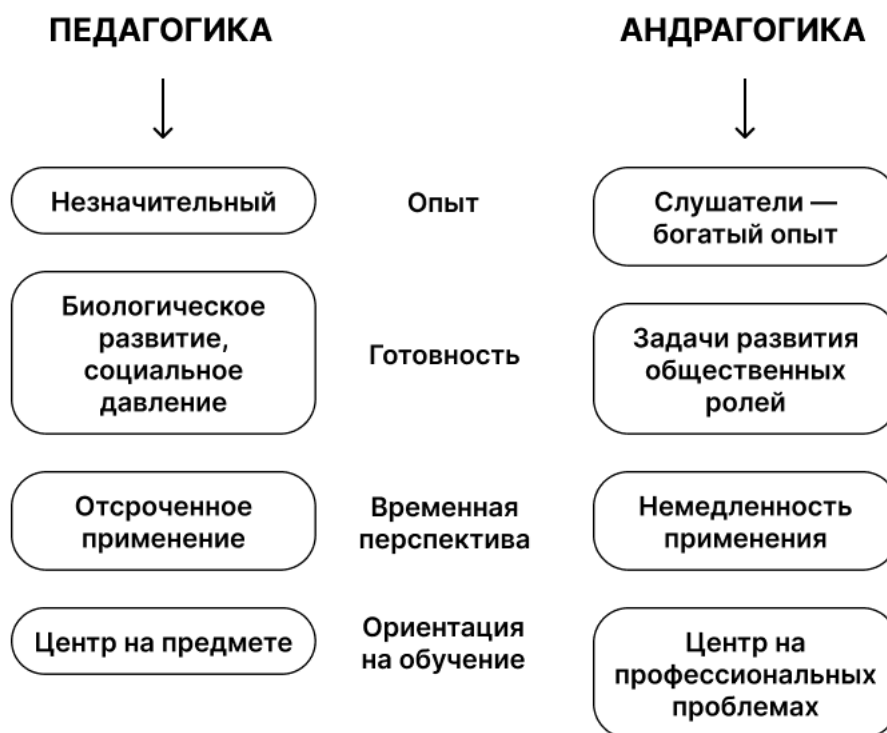 ПЕДАГОГИКА
АНДРАГОГИКА
Незначительный
Опыт
Слушатели —
богатый опыт
Биологическое
развитие,
социальное
давление
Готовность
Задачи развития
общественных
ролей
Отсроченное
применение
Временная
перспектива
Немедленность
применения
Центр на предмете
Ориентация
на обучение
Центр на
профессиональных
проблемах